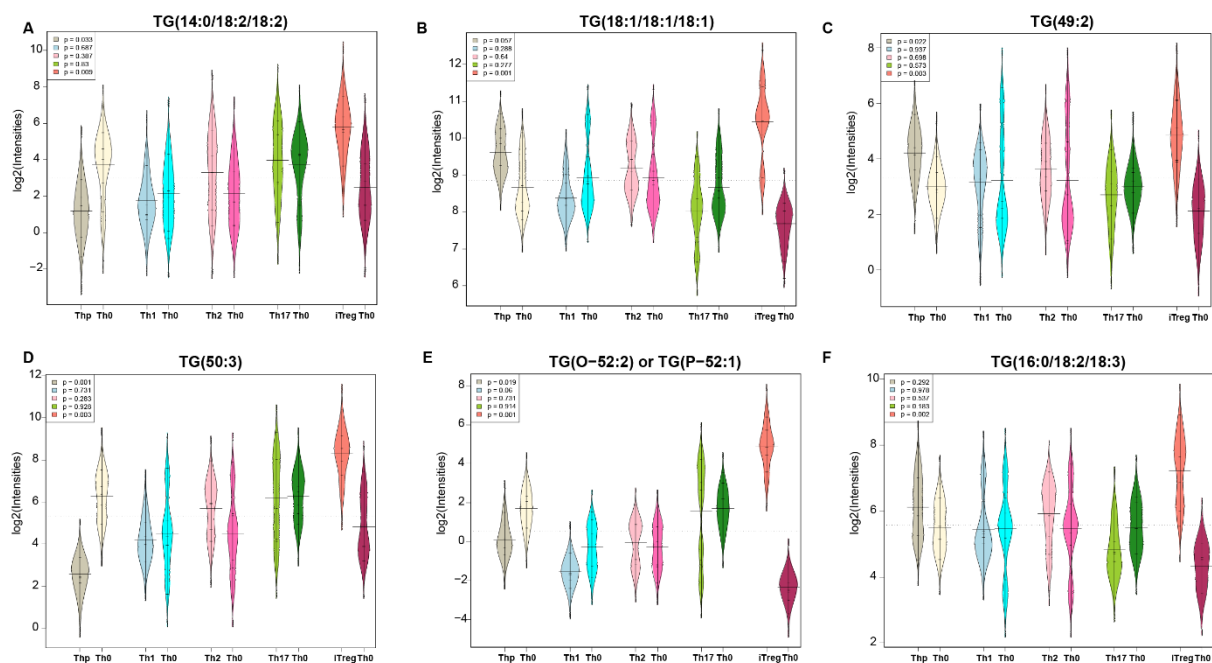 A
TG(14:0/18:2/18:2)
p = 0.033
p = 0.687
p = 0.387
p = 0.83
p = 0.009
log2(Intensities)
10
8
6
4
2
0
−2
Thp Th0 Th1 Th0 Th2 Th0 Th17 Th0 iTreg Th0
B
TG(18:1/18:1/18:1)
p = 0.057
p = 0.288
p = 0.64
p = 0.277
p = 0.001
log2(Intensities)
12
11
10
9
8
7
6
Thp Th0 Th1 Th0 Th2 Th0 Th17 Th0 iTreg Th0
C
TG(49:2)
p = 0.022
p = 0.937
p = 0.698
p = 0.573
p = 0.003
log2(Intensities)
8
6
4
2
0
Thp Th0 Th1 Th0 Th2 Th0 Th17 Th0 iTreg Th0
D
TG(50:3)
p = 0.001
p = 0.731
p = 0.283
p = 0.928
p = 0.003
log2(Intensities)
12
10
8
6
4
2
0
Thp Th0 Th1 Th0 Th2 Th0 Th17 Th0 iTreg Th0
E
TG(O−52:2) or TG(P−52:1)
p = 0.019
p = 0.06
p = 0.731
p = 0.914
p = 0.001
log2(Intensities)
8
6
4
2
0
−2
−4
Thp Th0 Th1 Th0 Th2 Th0 Th17 Th0 iTreg Th0
F
TG(16:0/18:2/18:3)
p = 0.292
p = 0.978
p = 0.537
p = 0.183
p = 0.002
log2(Intensities)
10
8
6
4
2
Thp Th0 Th1 Th0 Th2 Th0 Th17 Th0 iTreg Th0